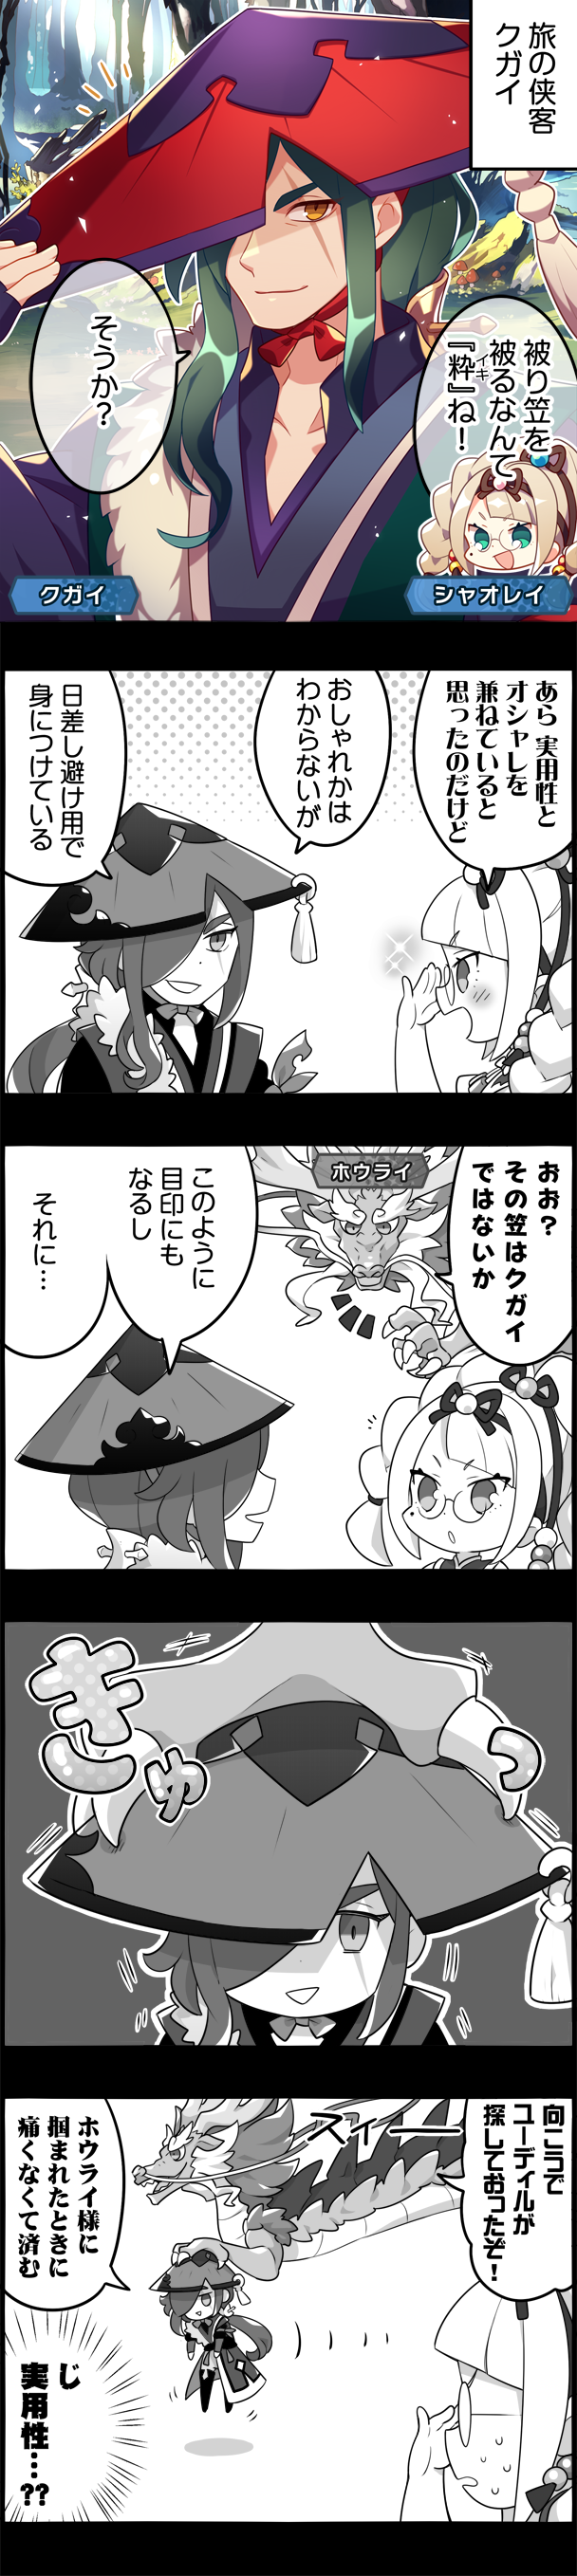 旅の侠客
クガイ
被り笠を
被るなんて
『粋』ね！
イキ
そうか？
クガイ
シャオレイ
あら 実用性と
オシャレを
兼ねていると
思ったのだけど
おしゃれかは
わからないが
日差し避け用で
身につけている
ホウライ
おお？
その笠はクガイ
ではないか
このように
目印にも
なるし
それに…
きゅっ
向こうで
ユーディルが
探しておったぞ！
スィー
ホウライ様に
掴まれたときに
痛くなくて済む
じ
実用性…??